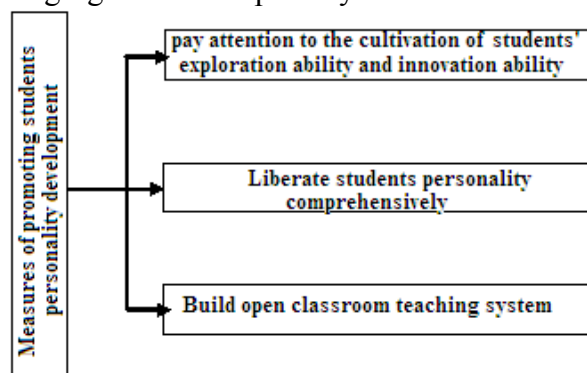 Measures of promoting students
personality development
pay attention to the cultivation of students'
exploration ability and innovation ability
Liberate students personality
comprehensively
Build open classroom teaching system